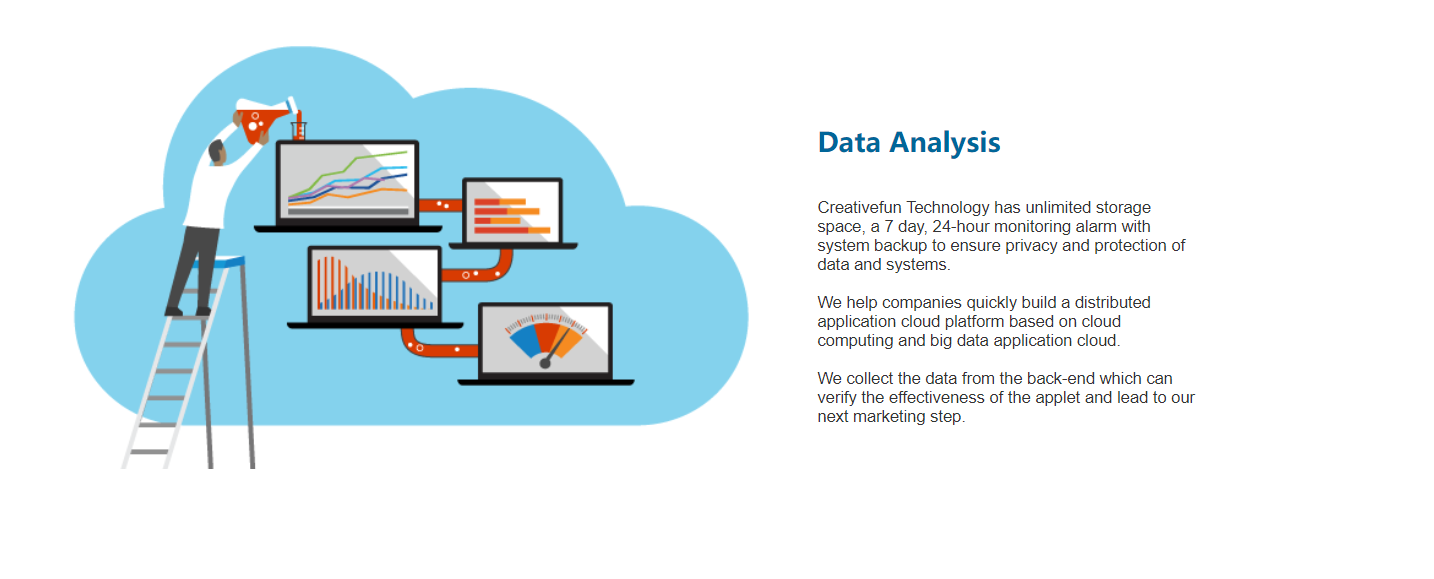 Data Analysis
Creativefun Technology has unlimited storage
space, a 7 day, 24-hour monitoring alarm with
system backup to ensure privacy and protection of
data and systems.
We help companies quickly build a distributed
application cloud platform based on cloud
computing and big data application cloud.
We collect the data from the back-end which can
verify the effectiveness of the applet and lead to our
next marketing step.